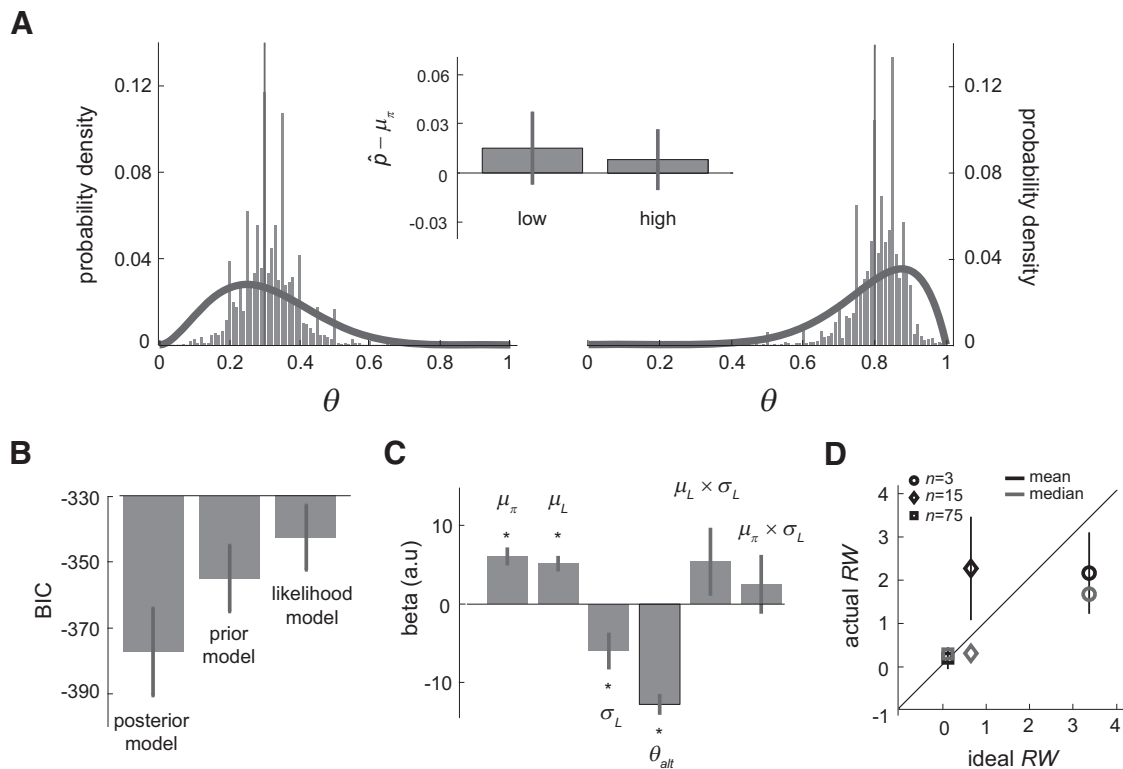 A
probability density
0.12
0.08
0.04
0
0 0.2 0.4 0.6 0.8 1
θ
p̂ − μπ
0.06
0.03
0
-0.03
low high
0.12
0.08
0.04
0
probability density
0 0.2 0.4 0.6 0.8 1
θ
B
BIC
-330
-350
-370
-390
posterior
model
prior
model
likelihood
model
C
beta (a.u)
10
0
-10
μπ
*
μL
*
*
σL
*
θalt
μL × σL
μπ × σL
D
n=3
n=15
n=75
mean
median
actual RW
4
3
2
1
0
-1
0 1 2 3 4
ideal RW